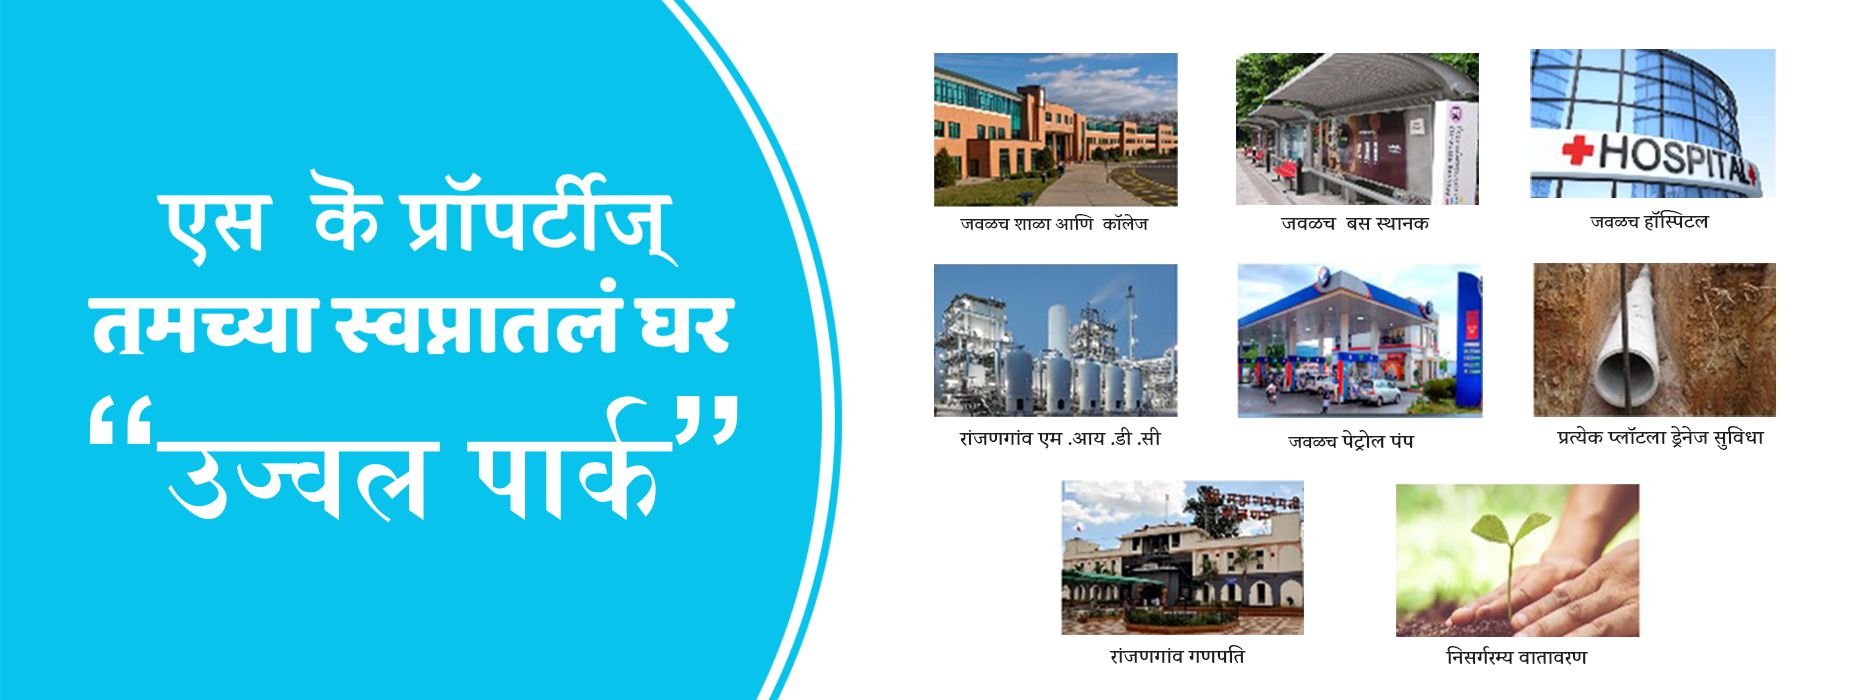 एस के प्रॉपर्टीज्
तुमच्या स्वप्नातलं घर
“उज्वल पार्क”
HOSPITAL
जवळच शाळा आणि कॉलेज
जवळच बस स्थानक
जवळच हॉस्पिटल
रांजणगांव एम .आय .डी .सी
जवळच पेट्रोल पंप
प्रत्येक प्लॉटला ड्रेनेज सुविधा
रांजणगांव गणपति
निसर्गरम्य वातावरण